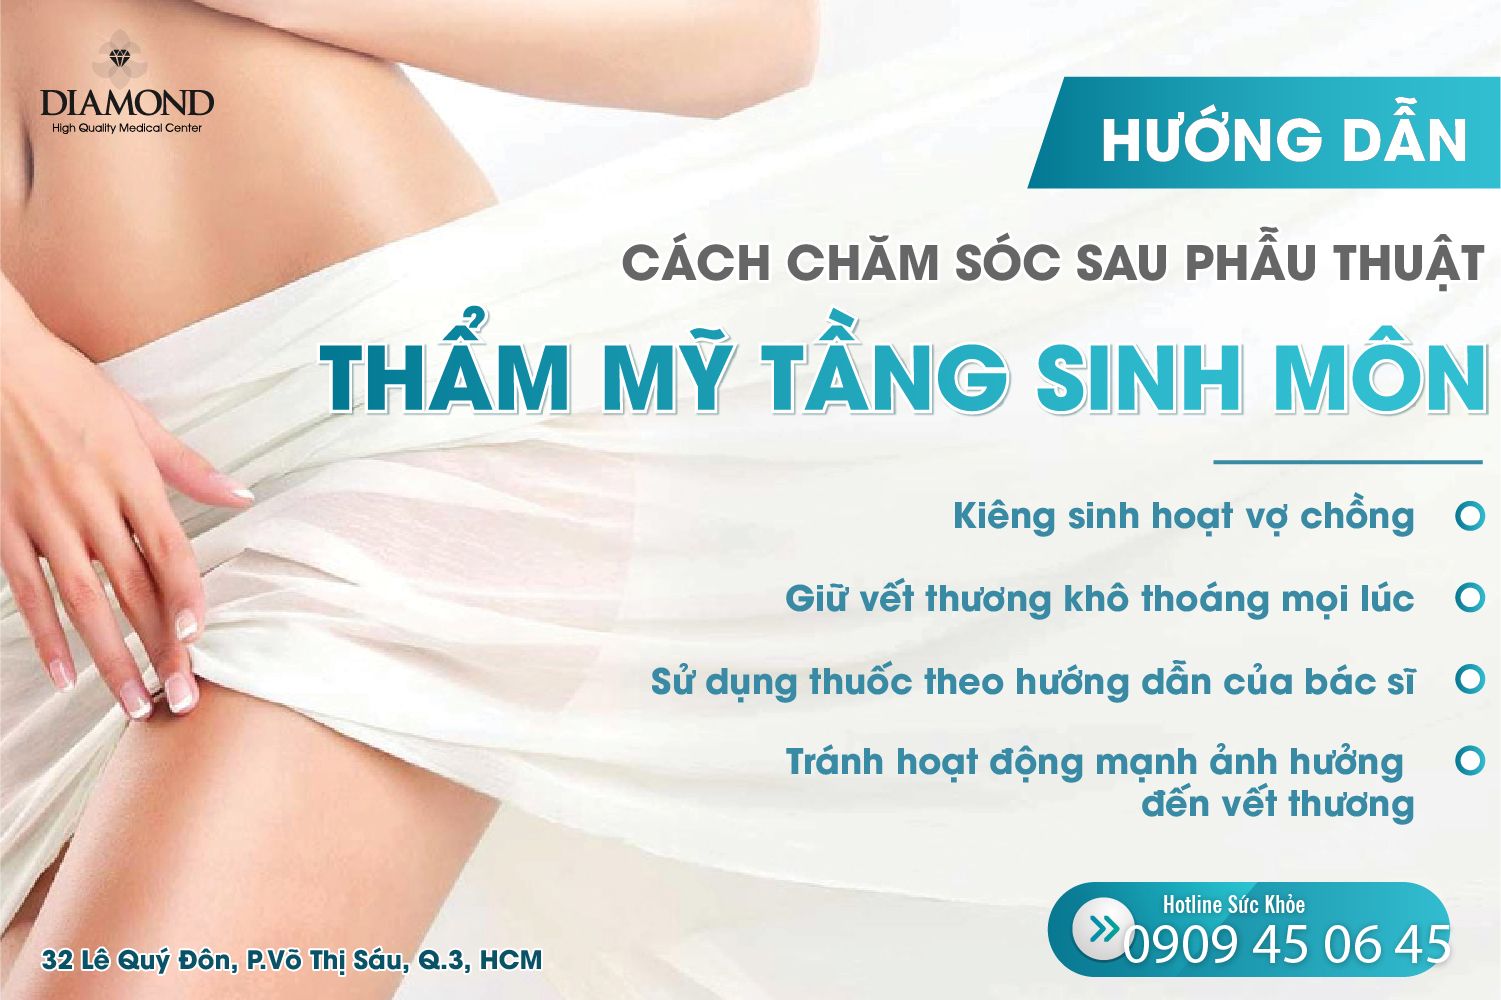 DIAMOND
High Quality Medical Center
HƯỚNG DẪN
CÁCH CHĂM SÓC SAU PHẪU THUẬT
THẨM MỸ TẦNG SINH MÔN
Kiêng sinh hoạt vợ chồng
Giữ vết thương khô thoáng mọi lúc
Sử dụng thuốc theo hướng dẫn của bác sĩ
Tránh hoạt động mạnh ảnh hưởng
đến vết thương
Hotline Sức Khỏe
0909 45 06 45
32 Lê Quý Đôn, P.Võ Thị Sáu, Q.3, HCM